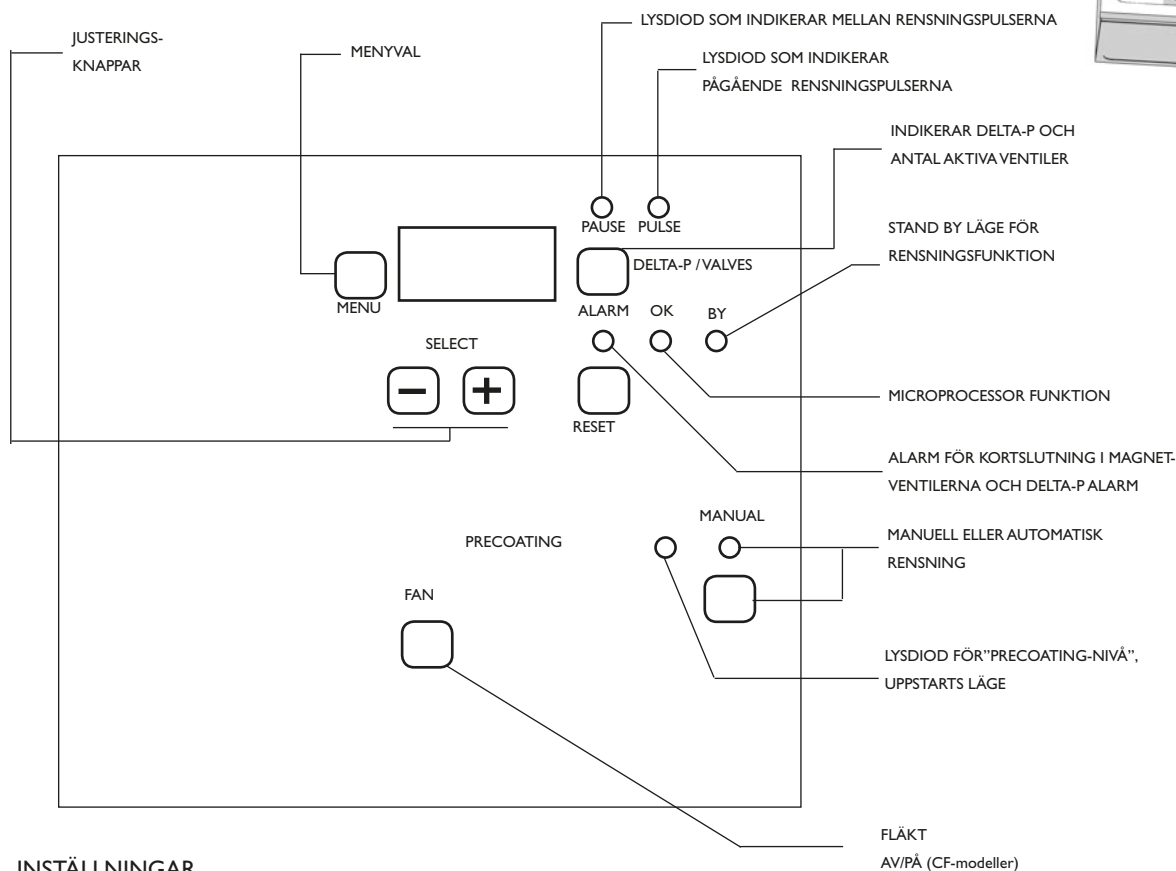 LYSDIOD SOM INDIKERAR MELLAN RENSNINGSPULSERNA
JUSTERINGS-
KNAPPAR
MENYVAL
LYSDIOD SOM INDIKERAR
PÅGÅENDE RENSNINGSPULSERNA
INDIKERAR DELTA-P OCH
ANTAL AKTIVA VENTILER
PAUSE PULSE
STAND BY LÄGE FÖR
RENSNINGSFUNKTION
DELTA-P / VALVES
MENU
ALARM OK BY
SELECT
− +
RESET
MICROPROCESSOR FUNKTION
ALARM FÖR KORTSLUTNING I MAGNET-
VENTILERNA OCH DELTA-P ALARM
MANUAL
PRECOATING
MANUELL ELLER AUTOMATISK
RENSNING
FAN
LYSDIOD FÖR”PRECOATING-NIVÅ”,
UPPSTARTS LÄGE
FLÄKT
AV/PÅ (CF-modeller)
INSTÄLLNINGAR